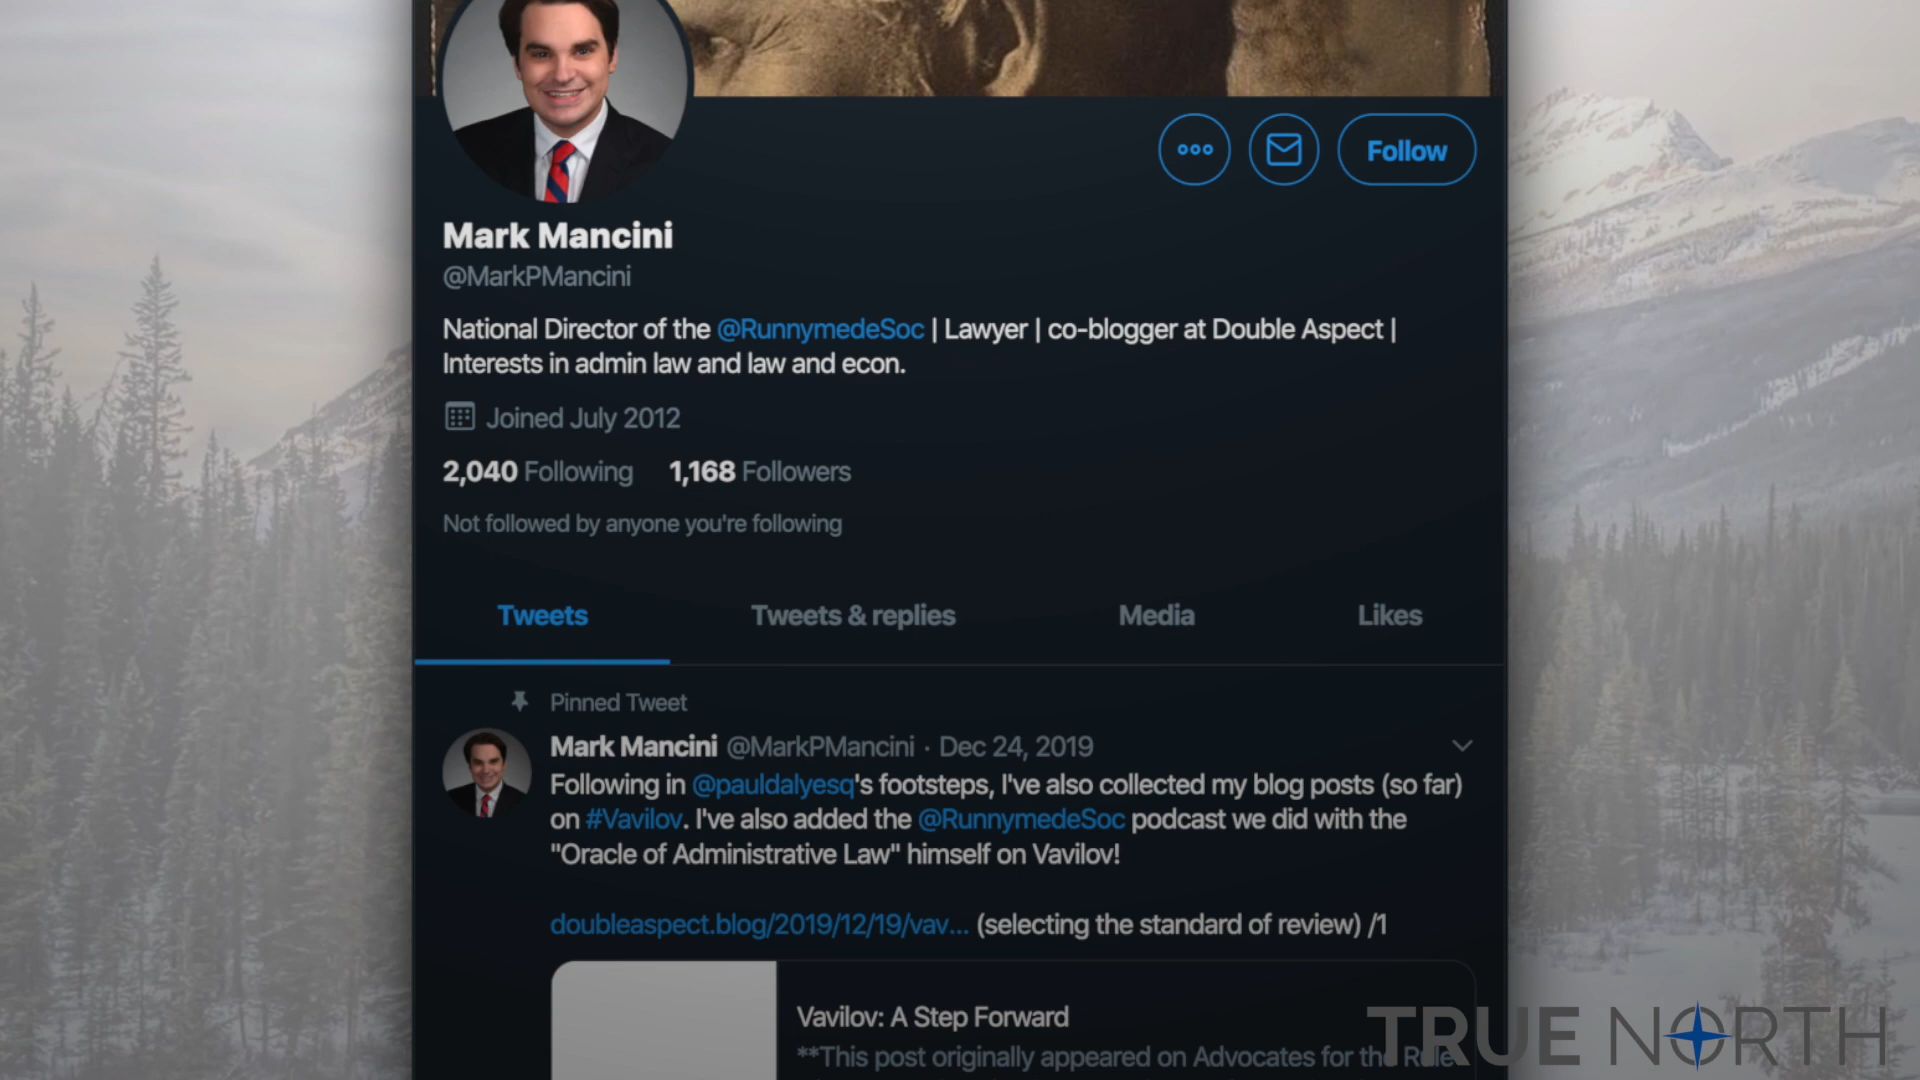 Follow
Mark Mancini
@MarkPMancini
National Director of the @RunnymedeSoc | Lawyer | co-blogger at Double Aspect |
Interests in admin law and law and econ.
Joined July 2012
2,040 Following 1,168 Followers
Not followed by anyone you're following
Tweets Tweets & replies Media Likes
Pinned Tweet
Mark Mancini @MarkPMancini · Dec 24, 2019
Following in @pauldalyesq's footsteps, I've also collected my blog posts (so far)
on #Vavilov. I've also added the @RunnymedeSoc podcast we did with the
"Oracle of Administrative Law" himself on Vavilov!
doubleaspect.blog/2019/12/19/vav... (selecting the standard of review) /1
Vavilov: A Step Forward
**This post originally appeared on Advocates for the Rule
TRUE NORTH